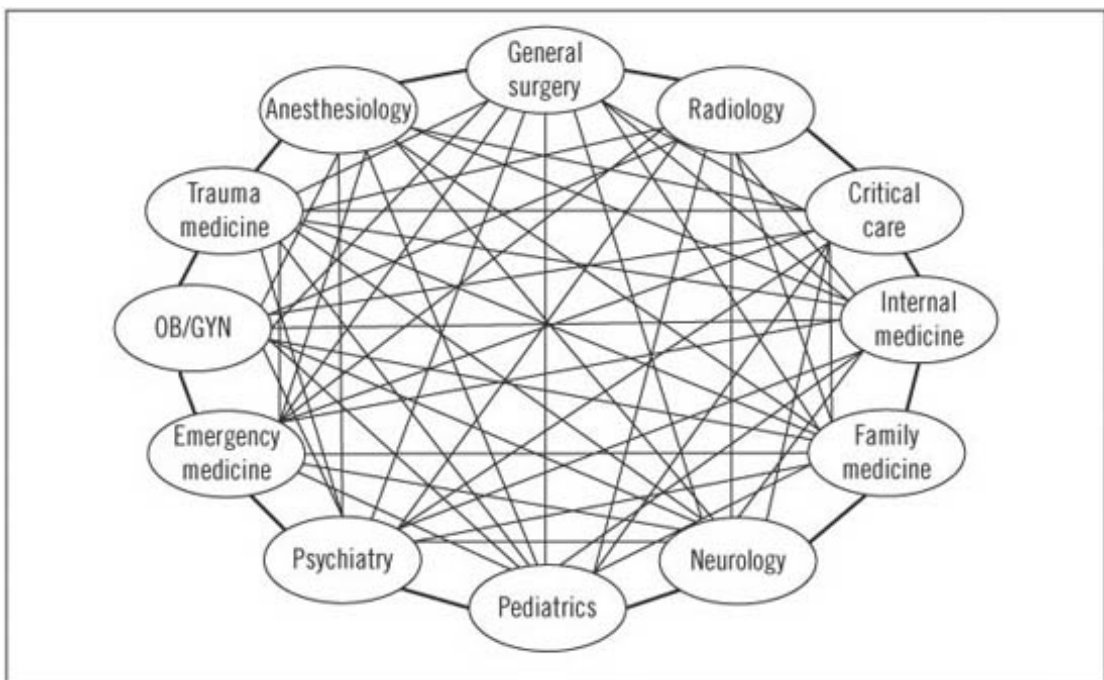 General
surgery
Anesthesiology
Radiology
Trauma
medicine
Critical
care
OB/GYN
Internal
medicine
Emergency
medicine
Family
medicine
Psychiatry
Neurology
Pediatrics